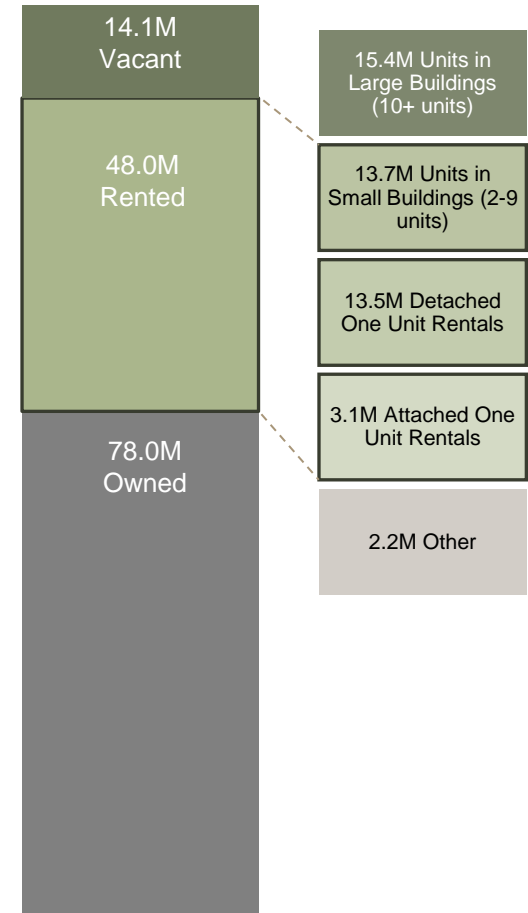 14.1M
Vacant
48.0M
Rented
78.0M
Owned
15.4M Units in
Large Buildings
(10+ units)
13.7M Units in
Small Buildings (2-9
units)
13.5M Detached
One Unit Rentals
3.1M Attached One
Unit Rentals
2.2M Other